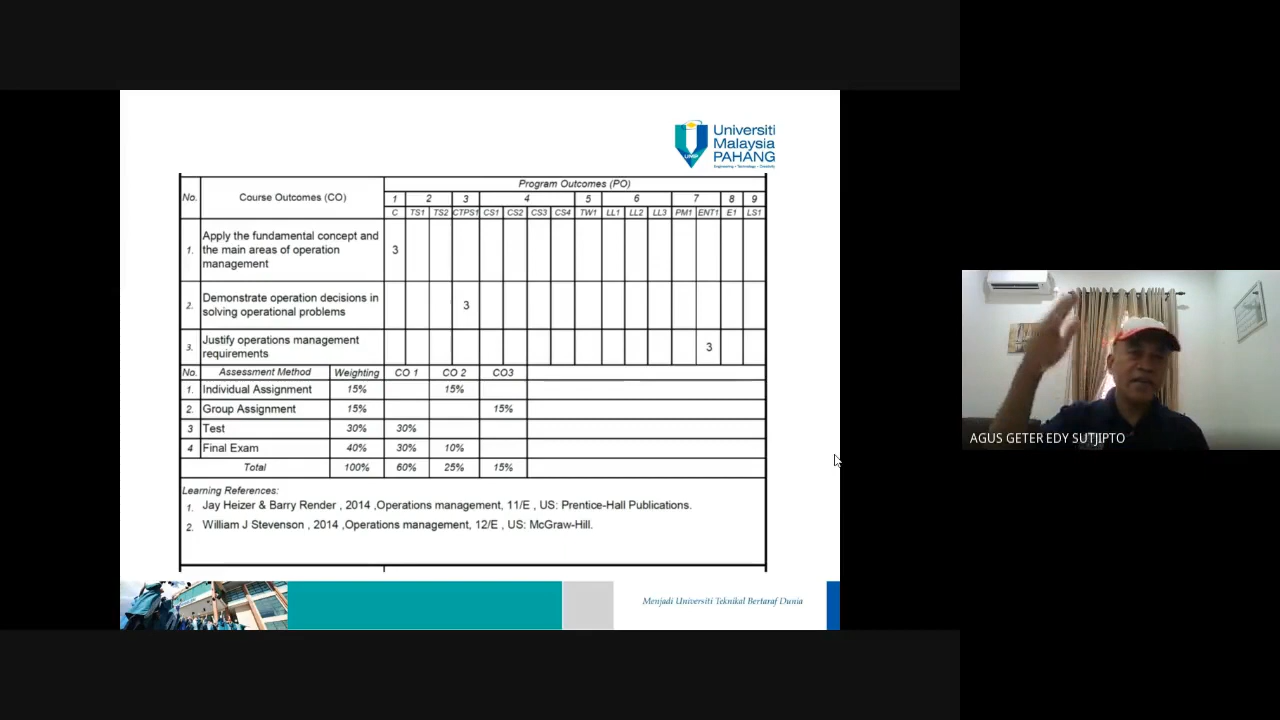 Universiti
Malaysia
PAHANG
Engineering • Technology • Creativity
UMP
Program Outcomes (PO)
No. Course Outcomes (CO) 1 2 3 4 5 6 7 8 9
C TS1 TS2 CTPS1 CS1 CS2 CS3 CS4 TW1 LL1 LL2 LL3 PM1 ENT1 E1 LS1
Apply the fundamental concept and
1. the main areas of operation 3
management
Demonstrate operation decisions in
2. solving operational problems 3
Justify operations management
3. requirements 3
No. Assessment Method Weighting CO 1 CO 2 CO3
1. Individual Assignment 15% 15%
2. Group Assignment 15% 15%
3 Test 30% 30%
4 Final Exam 40% 30% 10%
Total 100% 60% 25% 15%
Learning References:
1. Jay Heizer & Barry Render , 2014 ,Operations management, 11/E , US: Prentice-Hall Publications.
2. William J Stevenson , 2014 ,Operations management, 12/E , US: McGraw-Hill.
Menjadi Universiti Teknikal Bertaraf Dunia
AGUS GETER EDY SUTJIPTO